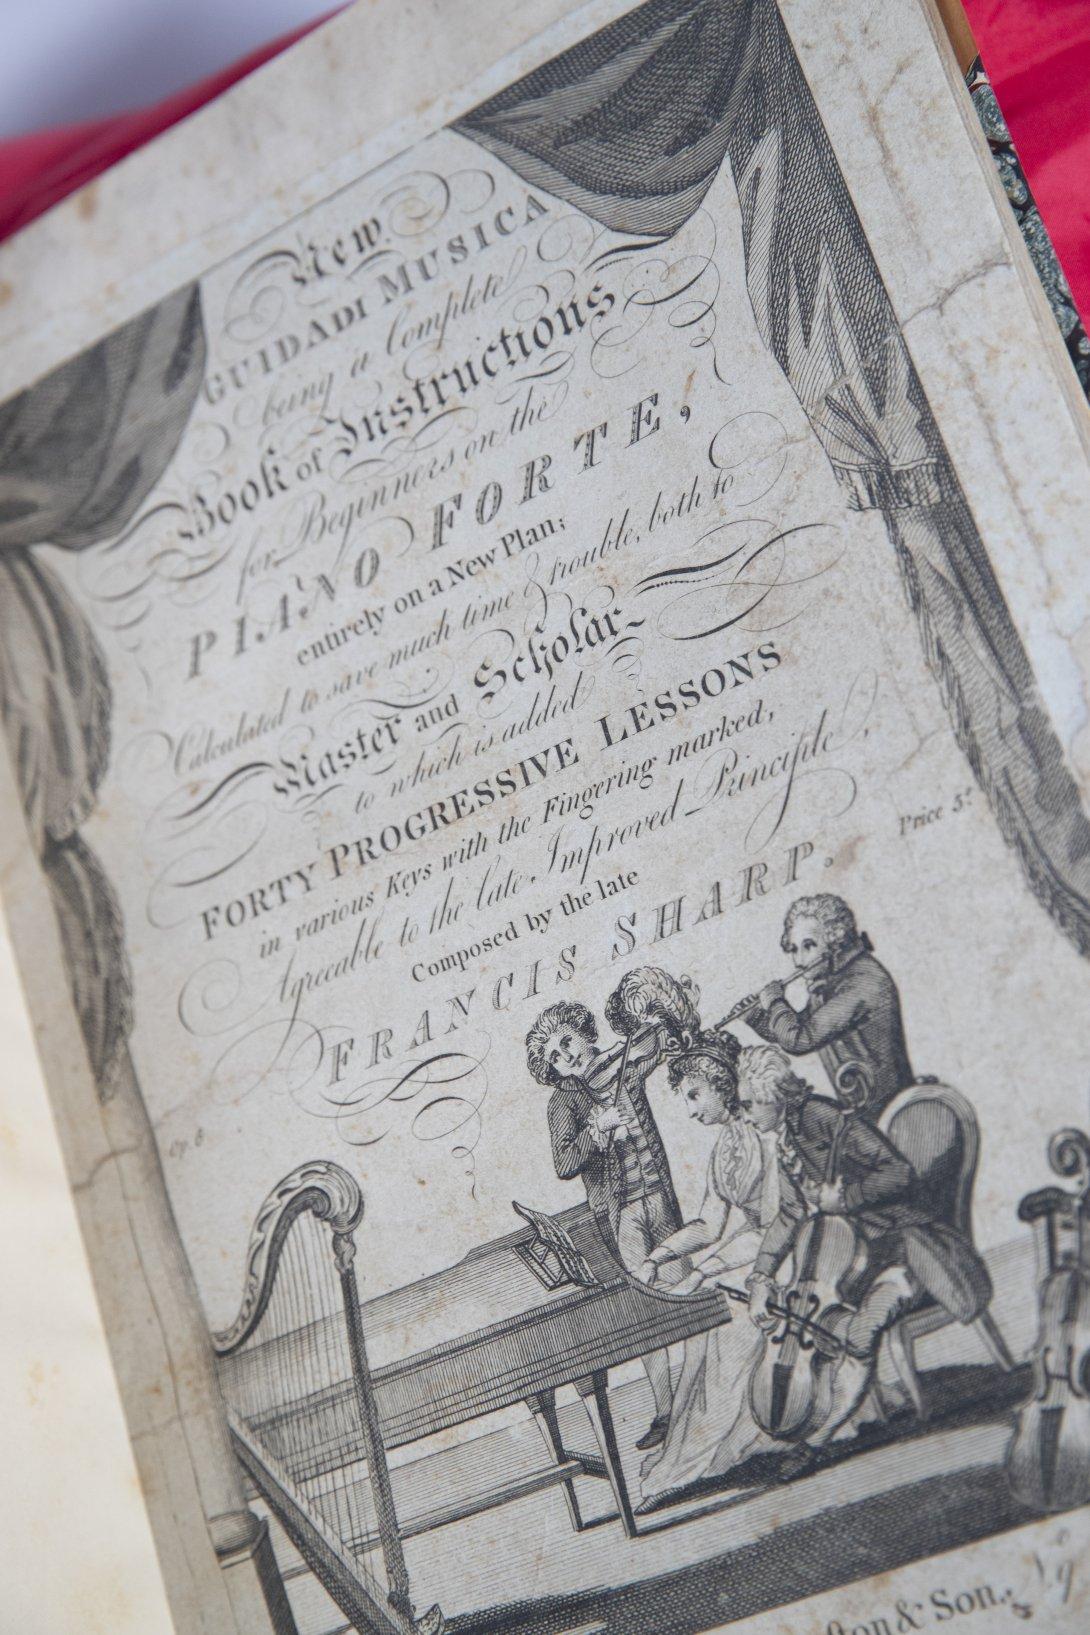 New
GUIDADI MUSICA
being a Complete
Book of Instructions
for Beginners on the
PIANO FORTE,
entirely on a New Plan;
Calculated to save much time & trouble, both to
Master and Scholar
to which is added
FORTY PROGRESSIVE LESSONS
in various Keys with the Fingering marked,
Agreeable to the late Improved Principle,
Composed by the late
Price 5s
FRANCIS SHARP.
Op. 6
& Son.